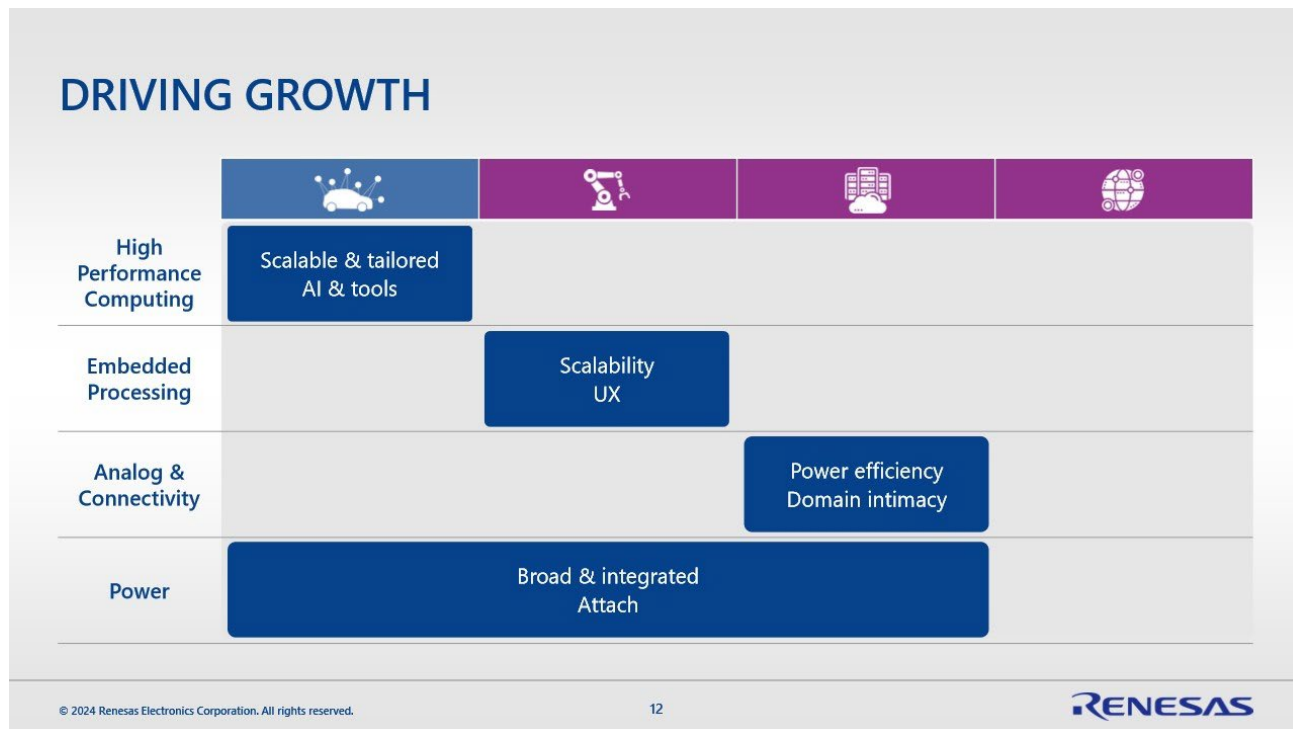 DRIVING GROWTH
High
Performance
Computing
Scalable & tailored
AI & tools
Embedded
Processing
Scalability
UX
Analog &
Connectivity
Power efficiency
Domain intimacy
Power
Broad & integrated
Attach
© 2024 Renesas Electronics Corporation. All rights reserved.
12
RENESAS